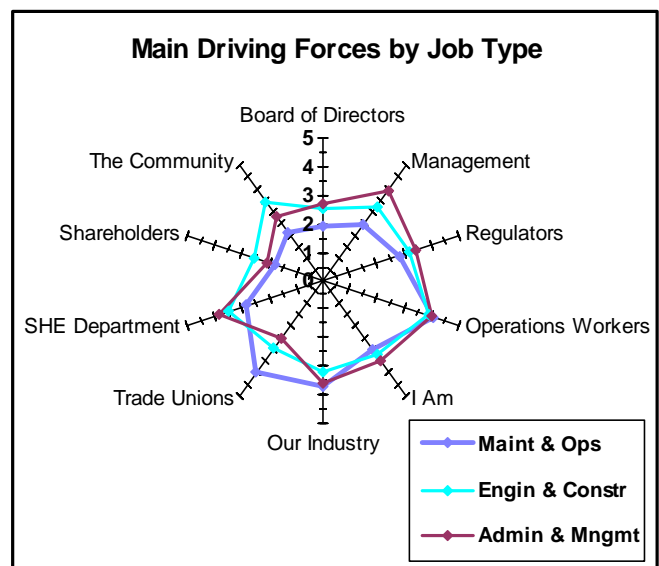 Main Driving Forces by Job Type
Board of Directors
5
The Community
Management
4
3
Shareholders
2
Regulators
1
0
SHE Department
Operations Workers
Trade Unions
I Am
Our Industry
Maint & Ops
Engin & Constr
Admin & Mngmt